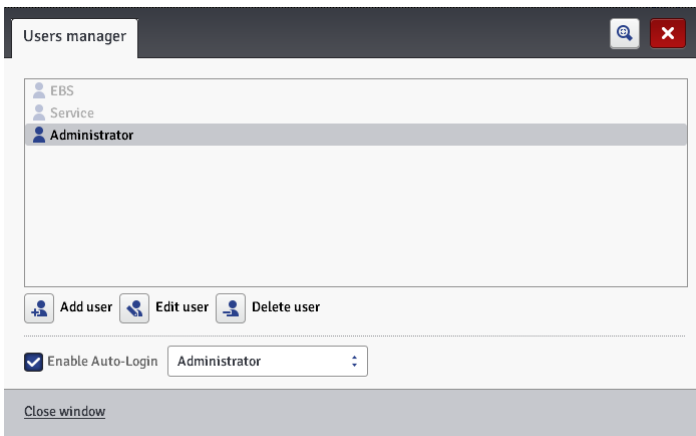 Users manager
EBS
Service
Administrator
Add user Edit user Delete user
Enable Auto-Login Administrator
Close window